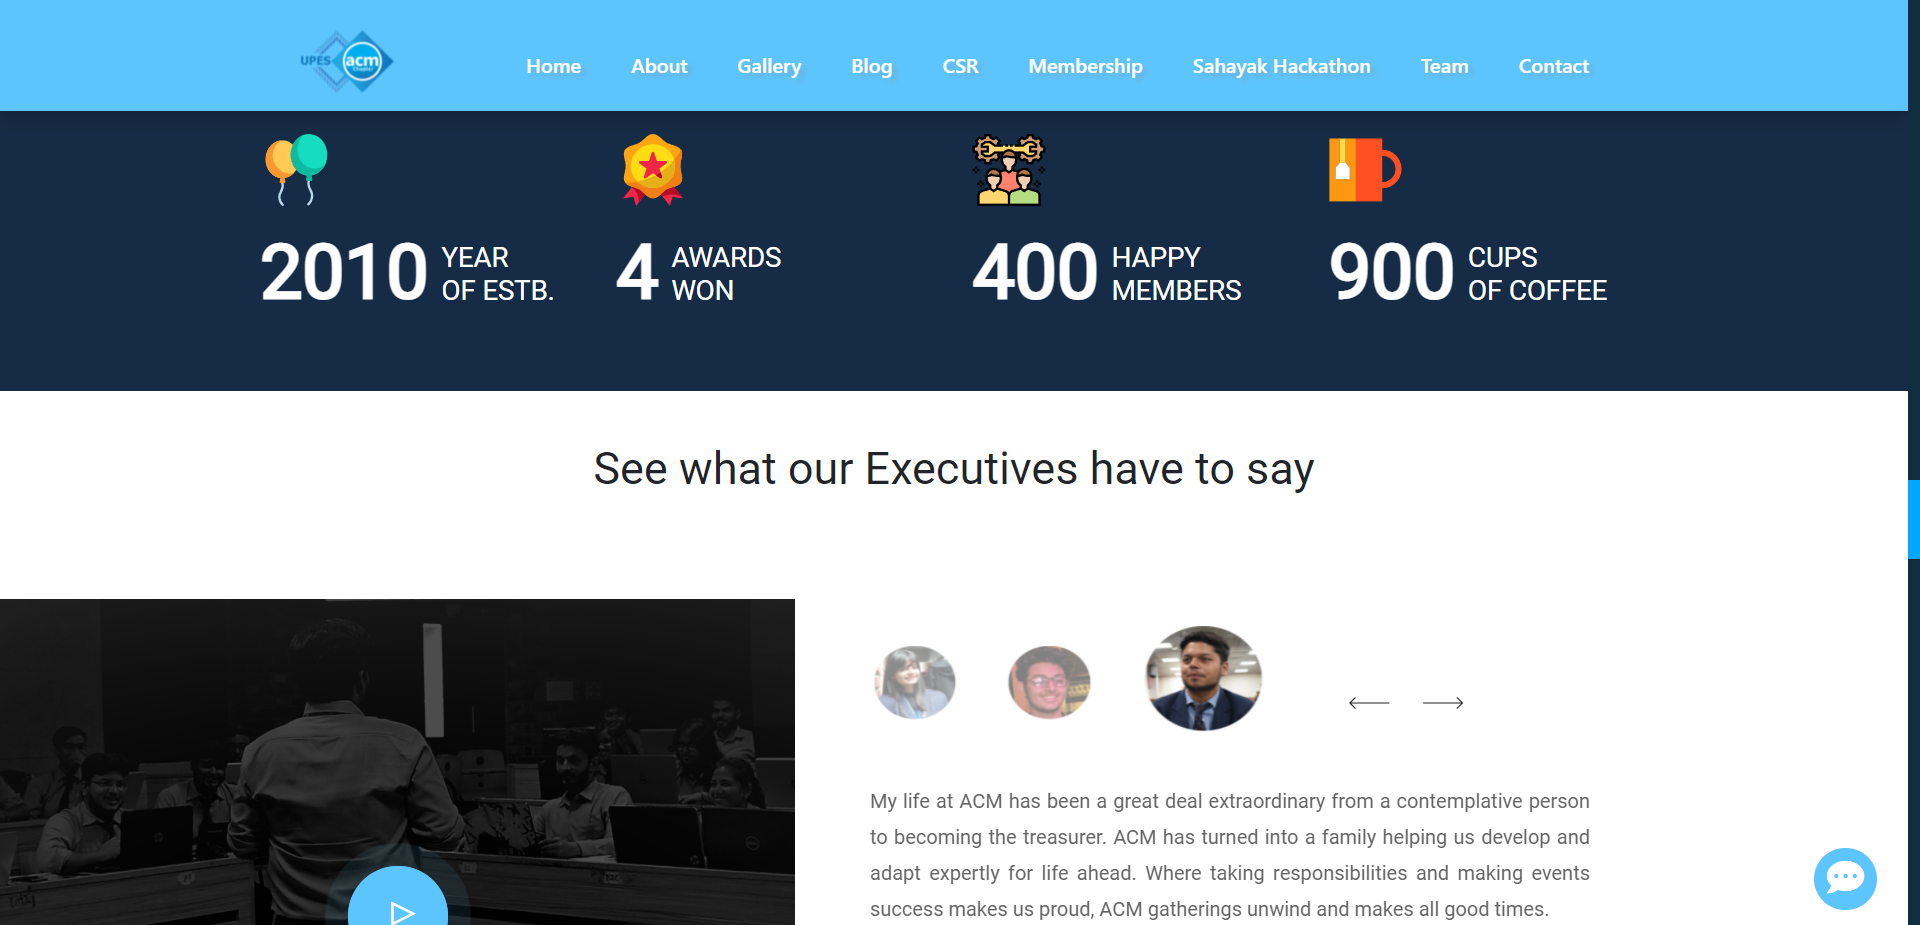 UPES acm
Chapter
Home About Gallery Blog CSR Membership Sahayak Hackathon Team Contact
2010 YEAR
OF ESTB.
4 AWARDS
WON
400 HAPPY
MEMBERS
900 CUPS
OF COFFEE
See what our Executives have to say
My life at ACM has been a great deal extraordinary from a contemplative person
to becoming the treasurer. ACM has turned into a family helping us develop and
adapt expertly for life ahead. Where taking responsibilities and making events
success makes us proud, ACM gatherings unwind and makes all good times.